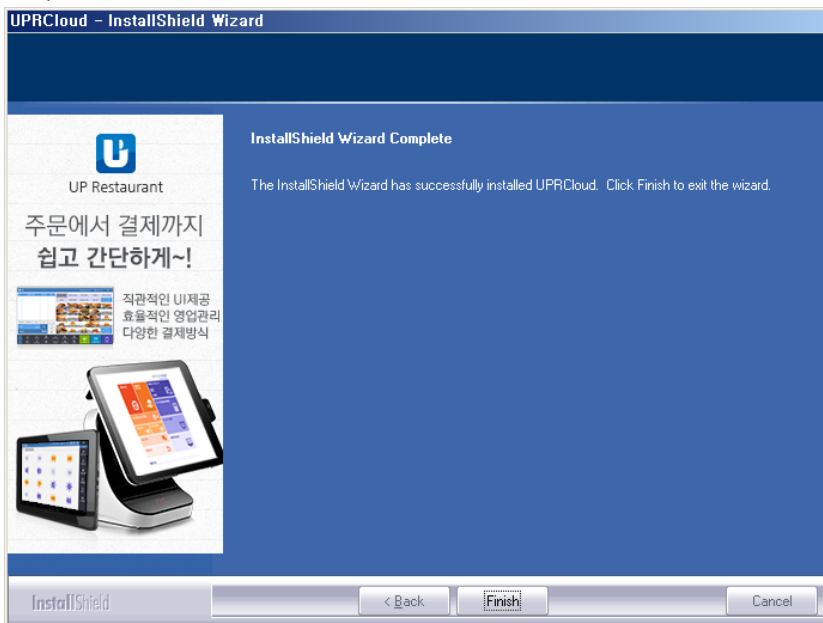 UPRCloud - InstallShield Wizard
InstallShield Wizard Complete
The InstallShield Wizard has successfully installed UPRCloud. Click Finish to exit the wizard.
UP Restaurant
주문에서 결제까지
쉽고 간단하게~!
직관적인 UI제공
효율적인 영업관리
다양한 결제방식
InstallShield
< Back
Finish
Cancel